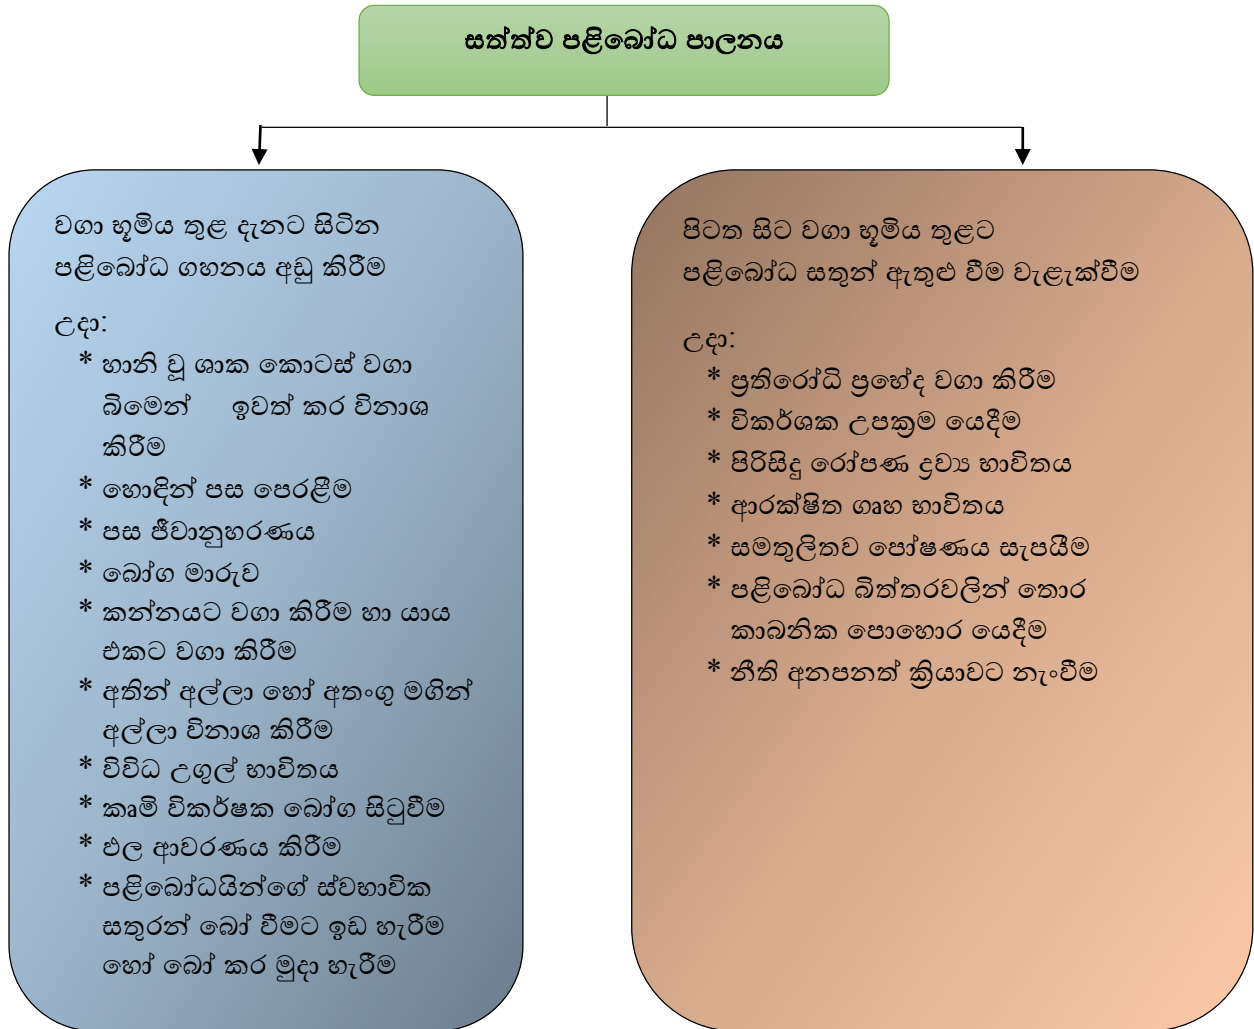 සත්ත්ව පළිබෝධ පාලනය
වගා භූමිය තුළ දැනට සිටින
පළිබෝධ ගහනය අඩු කිරීම
උදා:
* හානි වූ ශාක කොටස් වගා
බිමෙන් ඉවත් කර විනාශ
කිරීම
* හොඳින් පස පෙරළීම
* පස ජීවානුහරණය
* බෝග මාරුව
* කන්නයට වගා කිරීම හා යාය
එකට වගා කිරීම
* අතින් අල්ලා හෝ අතංගු මගින්
අල්ලා විනාශ කිරීම
* විවිධ උගුල් භාවිතය
* කෘමි විකර්ෂක බෝග සිටුවීම
* ඵල ආවරණය කිරීම
* පළිබෝධයින්ගේ ස්වභාවික
සතුරන් බෝ වීමට ඉඩ හැරීම
හෝ බෝ කර මුදා හැරීම
පිටත සිට වගා භූමිය තුළට
පළිබෝධ සතුන් ඇතුළු වීම වැළැක්වීම
උදා:
* ප්‍රතිරෝධි ප්‍රභේද වගා කිරීම
* විකර්ශක උපක්‍රම යෙදීම
* පිරිසිදු රෝපණ ද්‍රව්‍ය භාවිතය
* ආරක්ෂිත ගෘහ භාවිතය
* සමතුලිතව පෝෂණය සැපයීම
* පළිබෝධ බිත්තරවලින් තොර
කාබනික පොහොර යෙදීම
* නීති අනපනත් ක්‍රියාවට නැංවීම